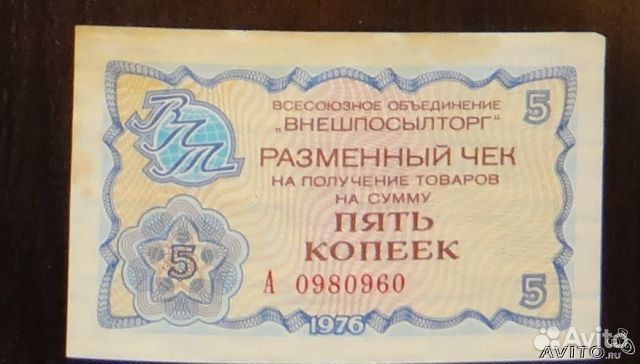 ВПТ
ВСЕСОЮЗНОЕ ОБЪЕДИНЕНИЕ
„ВНЕШПОСЫЛТОРГ"
5
РАЗМЕННЫЙ ЧЕК
НА ПОЛУЧЕНИЕ ТОВАРОВ
НА СУММУ
ПЯТЬ
КОПЕЕК
5
А 0980960
5
1976
Avito
AVITO.RU